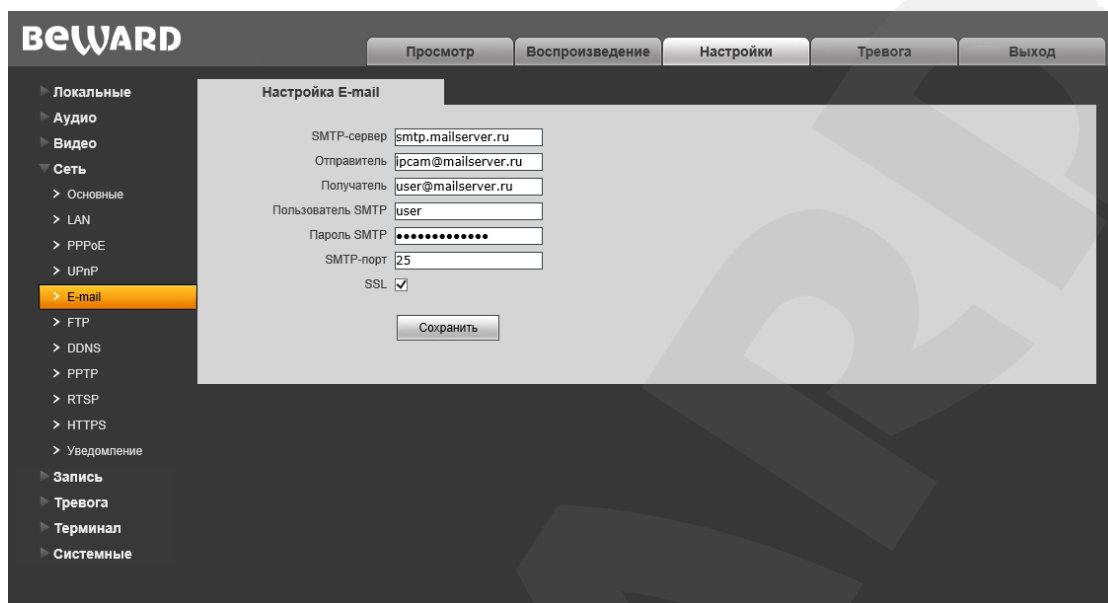 BEWARD
Просмотр Воспроизведение Настройки Тревога Выход
Локальные
Аудио
Видео
Сеть
> Основные
> LAN
> PPPoE
> UPnP
> E-mail
> FTP
> DDNS
> PPTP
> RTSP
> HTTPS
> Уведомление
Запись
Тревога
Терминал
Системные
Настройка E-mail
SMTP-сервер smtp.mailserver.ru
Отправитель ipcam@mailserver.ru
Получатель user@mailserver.ru
Пользователь SMTP user
Пароль SMTP •••••••••••••
SMTP-порт 25
SSL
Сохранить